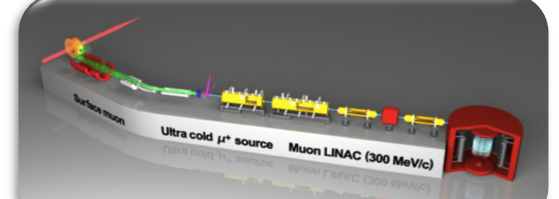 Surface muon
Ultra cold μ+ source
Muon LINAC (300 MeV/c)